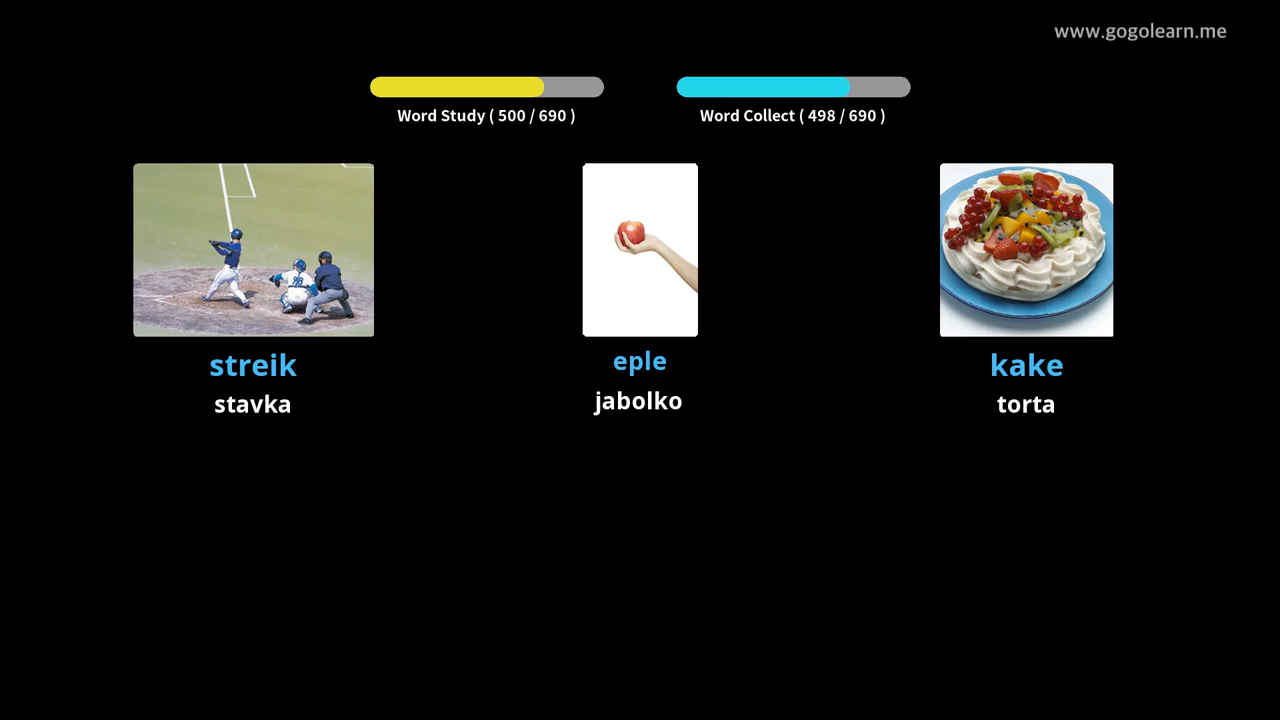 www.gogolearn.me
Word Study ( 500 / 690 )
Word Collect ( 498 / 690 )
streik
stavka
eple
jabolko
kake
torta